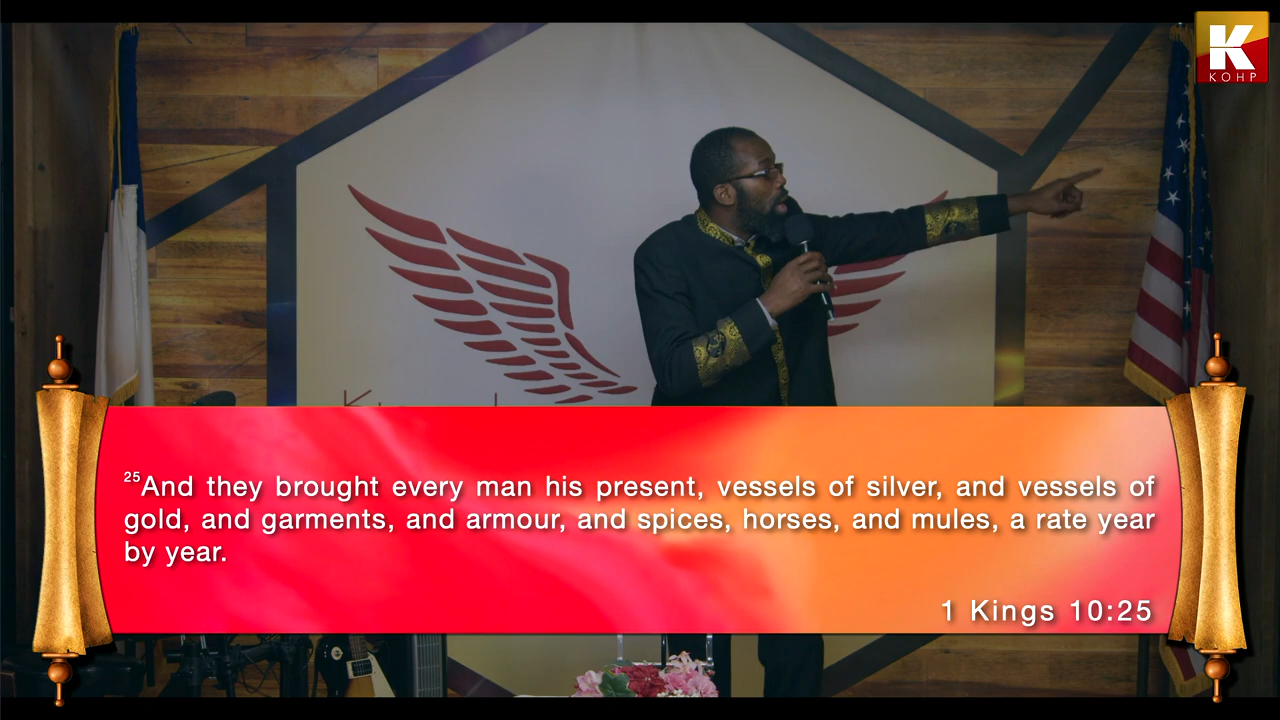 K
KOHP
25And they brought every man his present, vessels of silver, and vessels of
gold, and garments, and armour, and spices, horses, and mules, a rate year
by year.
1 Kings 10:25